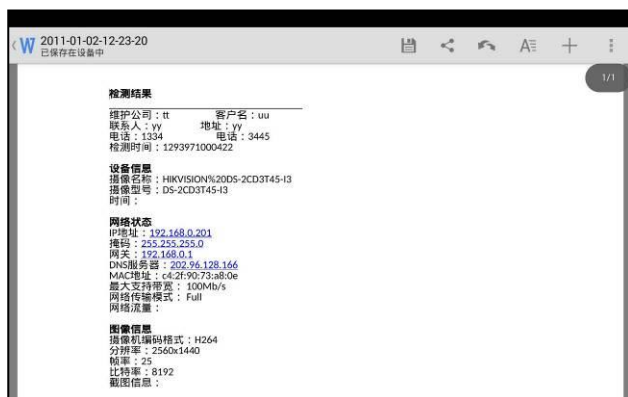 W 2011-01-02-12-23-20
已保存在设备中
1/1
检测结果
维护公司：tt 客户名：uu
联系人：yy 地址：yy
电话：1334 电话：3445
检测时间：1293971000422
设备信息
摄像名称：HIKVISION%20DS-2CD3T45-I3
摄像型号：DS-2CD3T45-I3
时间：
网络状态
IP地址：192.168.0.201
掩码：255.255.255.0
网关：192.168.0.1
DNS服务器：202.96.128.166
MAC地址：c4:2f:90:73:a8:0e
最大支持带宽：100Mb/s
网络传输模式：Full
网络流量：
图像信息
摄像机编码格式：H264
分辨率：2560x1440
帧率：25
比特率：8192
截图信息：